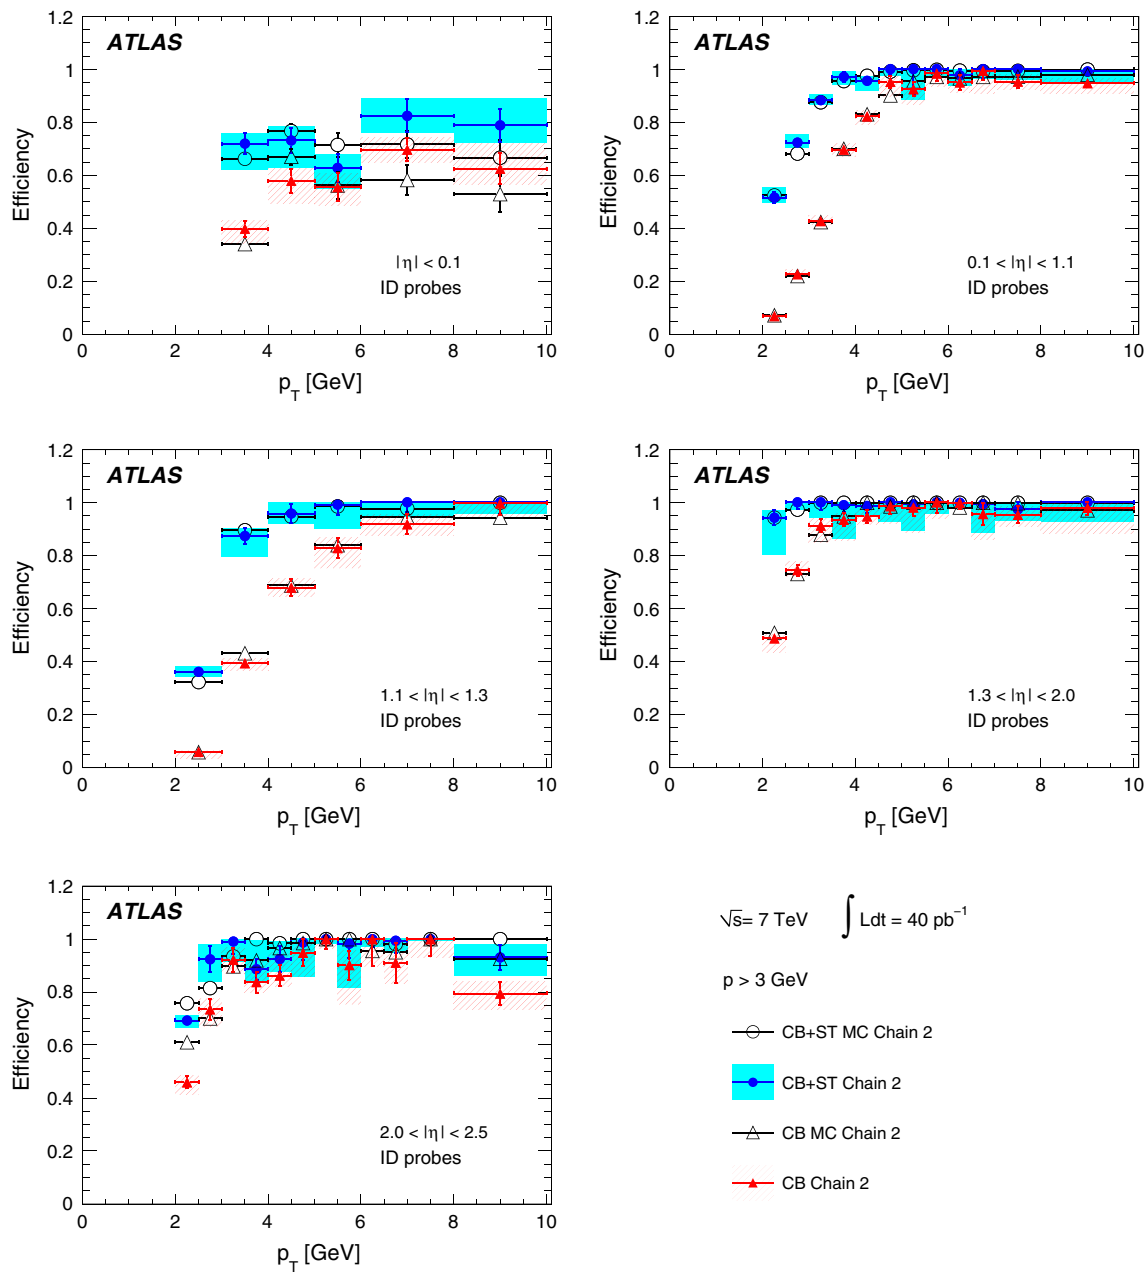 ATLAS
Efficiency
1.2
1
0.8
0.6
0.4
0.2
0
|η| < 0.1
ID probes
0 2 4 6 8 10
p_T [GeV]
ATLAS
Efficiency
1.2
1
0.8
0.6
0.4
0.2
0
0.1 < |η| < 1.1
ID probes
0 2 4 6 8 10
p_T [GeV]
ATLAS
Efficiency
1.2
1
0.8
0.6
0.4
0.2
0
1.1 < |η| < 1.3
ID probes
0 2 4 6 8 10
p_T [GeV]
ATLAS
Efficiency
1.2
1
0.8
0.6
0.4
0.2
0
1.3 < |η| < 2.0
ID probes
0 2 4 6 8 10
p_T [GeV]
ATLAS
Efficiency
1.2
1
0.8
0.6
0.4
0.2
0
2.0 < |η| < 2.5
ID probes
0 2 4 6 8 10
p_T [GeV]
√s = 7 TeV ∫ Ldt = 40 pb⁻¹
p > 3 GeV
CB+ST MC Chain 2
CB+ST Chain 2
CB MC Chain 2
CB Chain 2